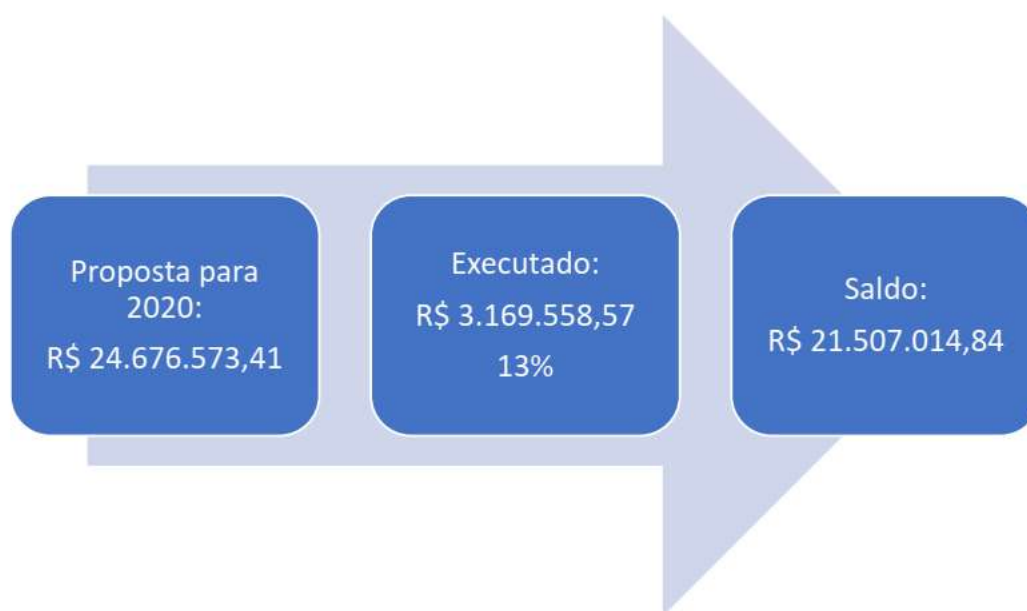 Proposta para
2020:
R$ 24.676.573,41
Executado:
R$ 3.169.558,57
13%
Saldo:
R$ 21.507.014,84